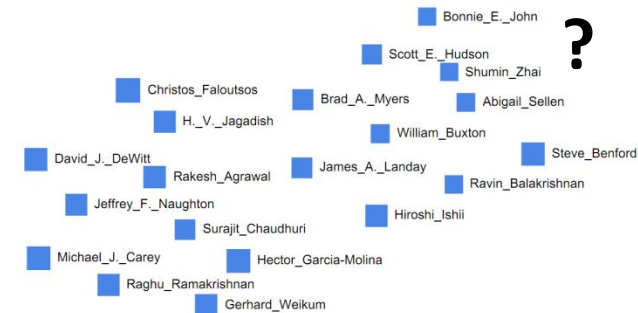 Bonnie_E._John
?
Scott_E._Hudson
Shumin_Zhai
Christos_Faloutsos
Brad_A._Myers
Abigail_Sellen
H._V._Jagadish
William_Buxton
David_J._DeWitt
Steve_Benford
James_A._Landay
Rakesh_Agrawal
Ravin_Balakrishnan
Jeffrey_F._Naughton
Hiroshi_Ishii
Surajit_Chaudhuri
Michael_J._Carey
Hector_Garcia-Molina
Raghu_Ramakrishnan
Gerhard_Weikum